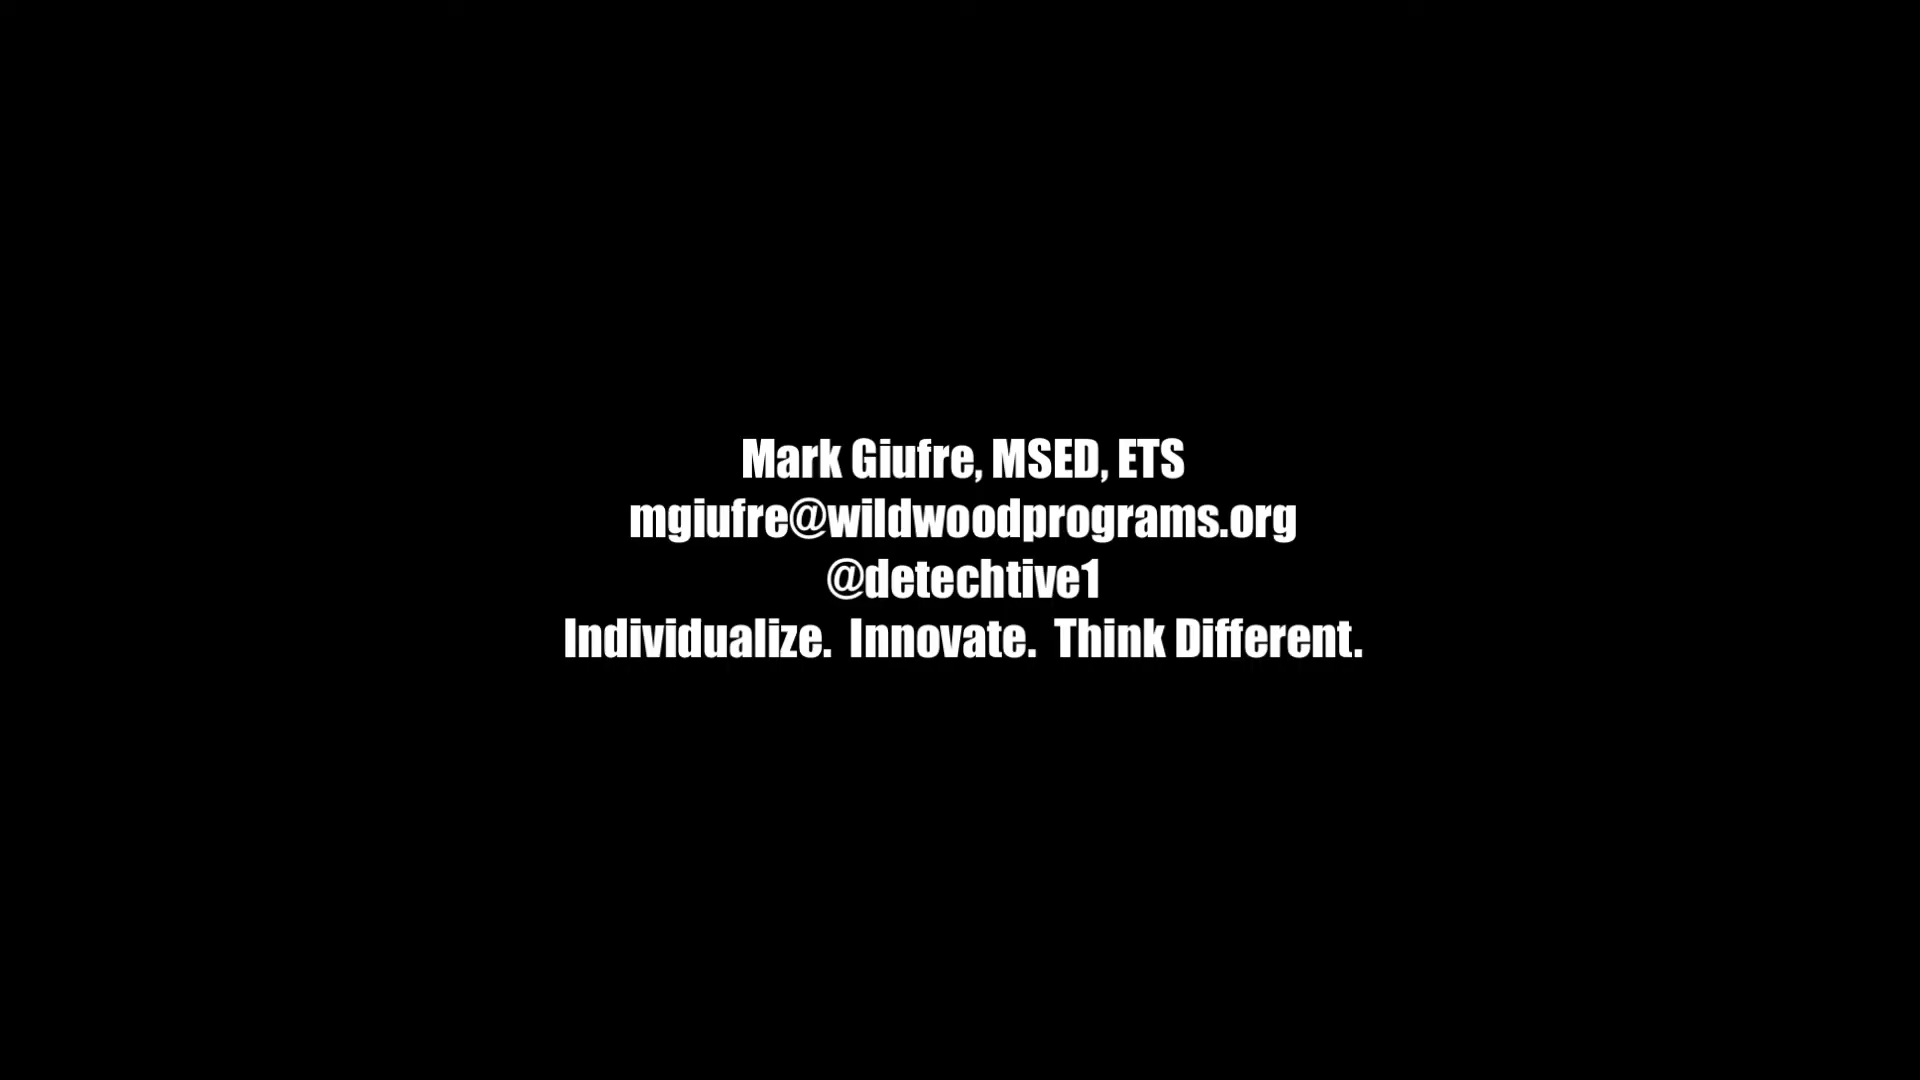 Mark Giufre, MSED, ETS
mgiufre@wildwoodprograms.org
@detechtive1
Individualize.  Innovate.  Think Different.